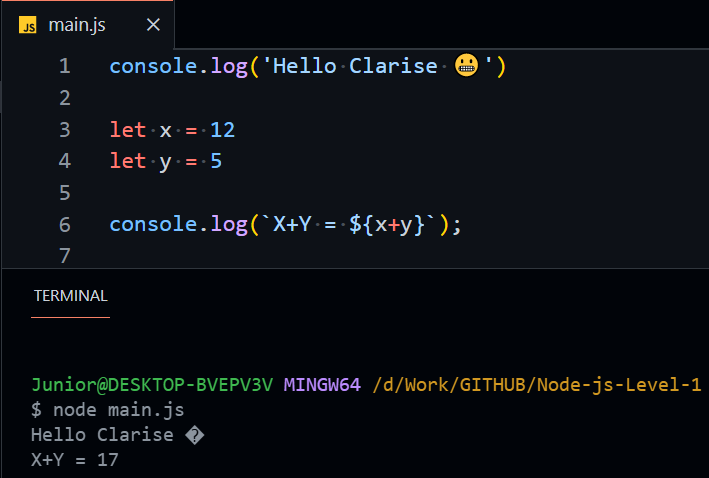 JS main.js ×
1 console.log('Hello Clarise 😬')
2
3 let x = 12
4 let y = 5
5
6 console.log(`X+Y = ${x+y}`);
7
TERMINAL
Junior@DESKTOP-BVEPV3V MINGW64 /d/Work/GITHUB/Node-js-Level-1
$ node main.js
Hello Clarise �
X+Y = 17